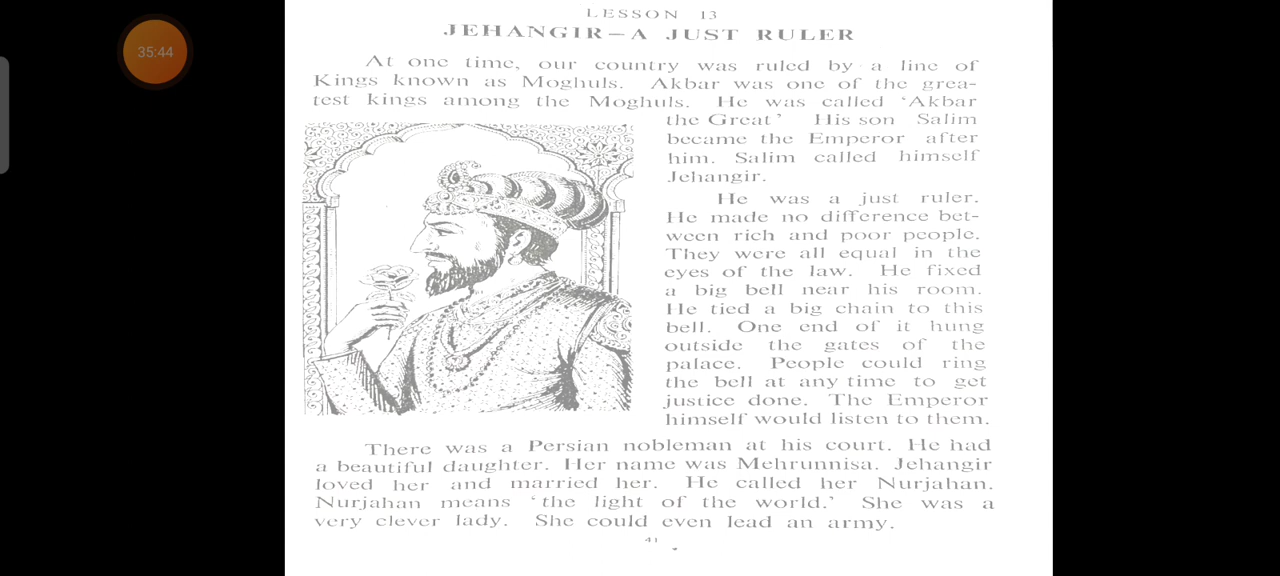 35:44
LESSON 13
JEHANGIR—A JUST RULER
At one time, our country was ruled by a line of
Kings known as Moghuls. Akbar was one of the grea-
test kings among the Moghuls. He was called ‘Akbar
the Great’ His son Salim
became the Emperor after
him. Salim called himself
Jehangir.
He was a just ruler.
He made no difference bet-
ween rich and poor people.
They were all equal in the
eyes of the law. He fixed
a big bell near his room.
He tied a big chain to this
bell. One end of it hung
outside the gates of the
palace. People could ring
the bell at any time to get
justice done. The Emperor
himself would listen to them.
There was a Persian nobleman at his court. He had
a beautiful daughter. Her name was Mehrunnisa. Jehangir
loved her and married her. He called her Nurjahan.
Nurjahan means ‘the light of the world.’ She was a
very clever lady. She could even lead an army.
41